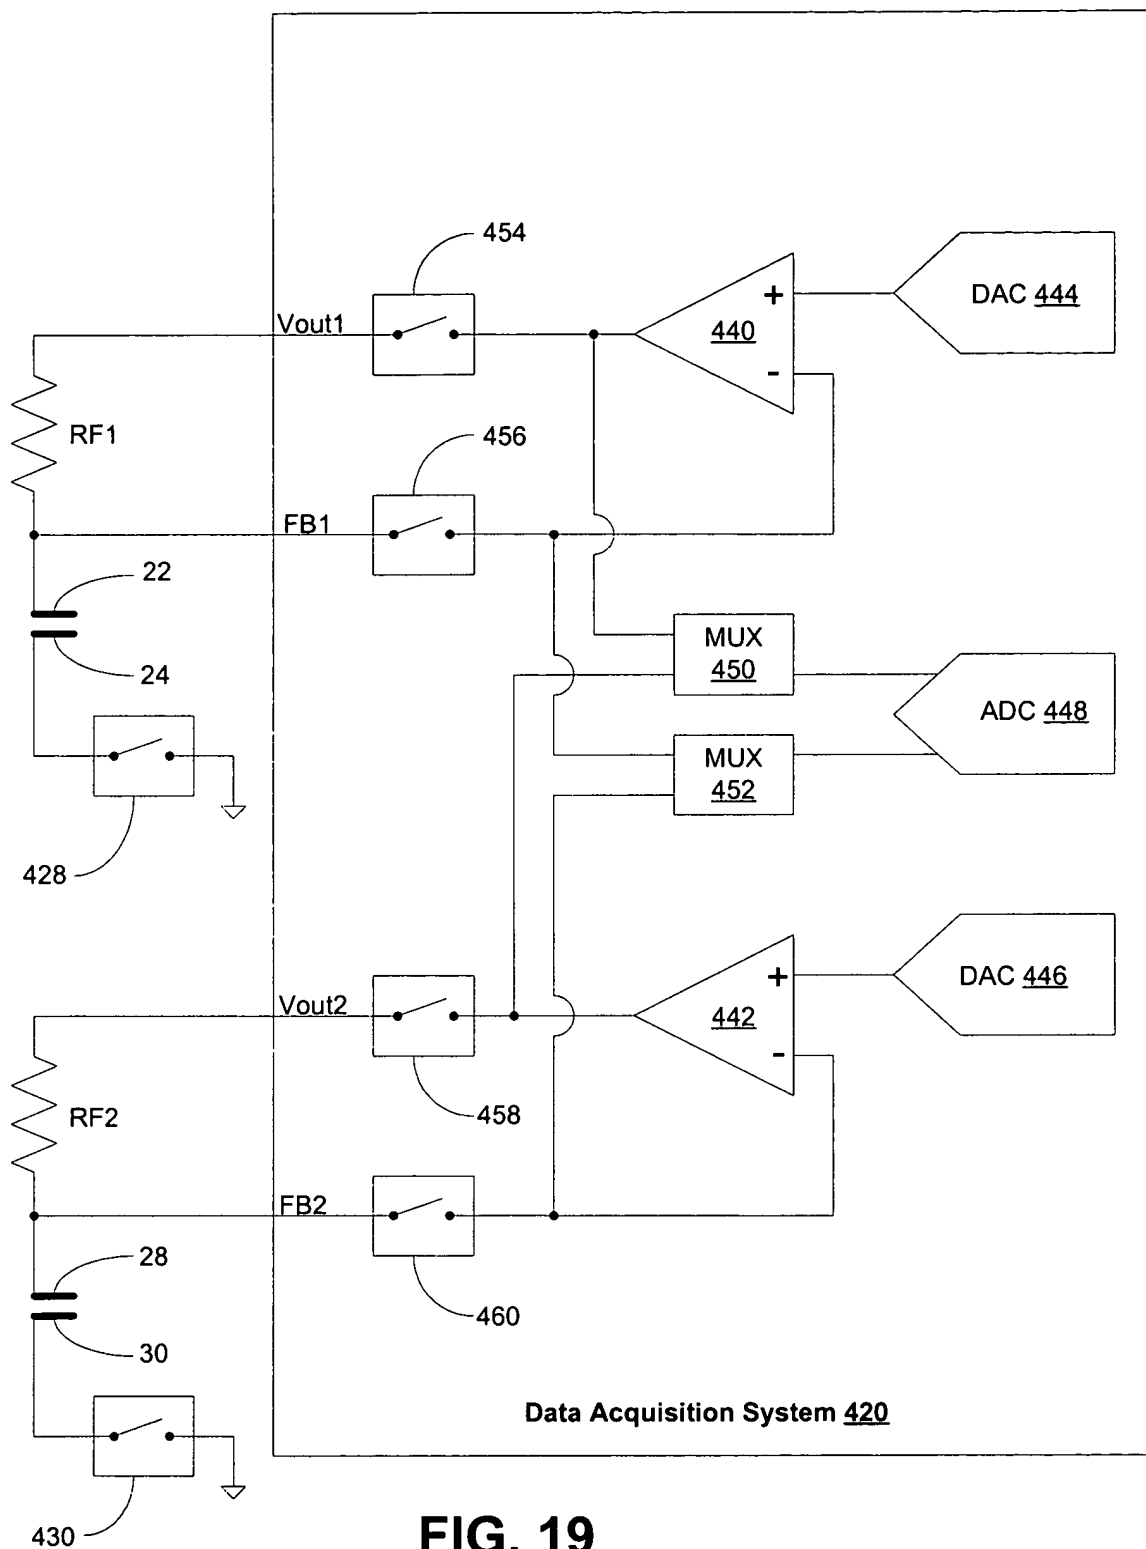 454
Vout1
+
440
-
DAC 444
RF1
456
FB1
22
24
MUX
450
ADC 448
MUX
452
428
Vout2
+
442
-
DAC 446
458
RF2
FB2
28
30
460
Data Acquisition System 420
430
FIG. 19